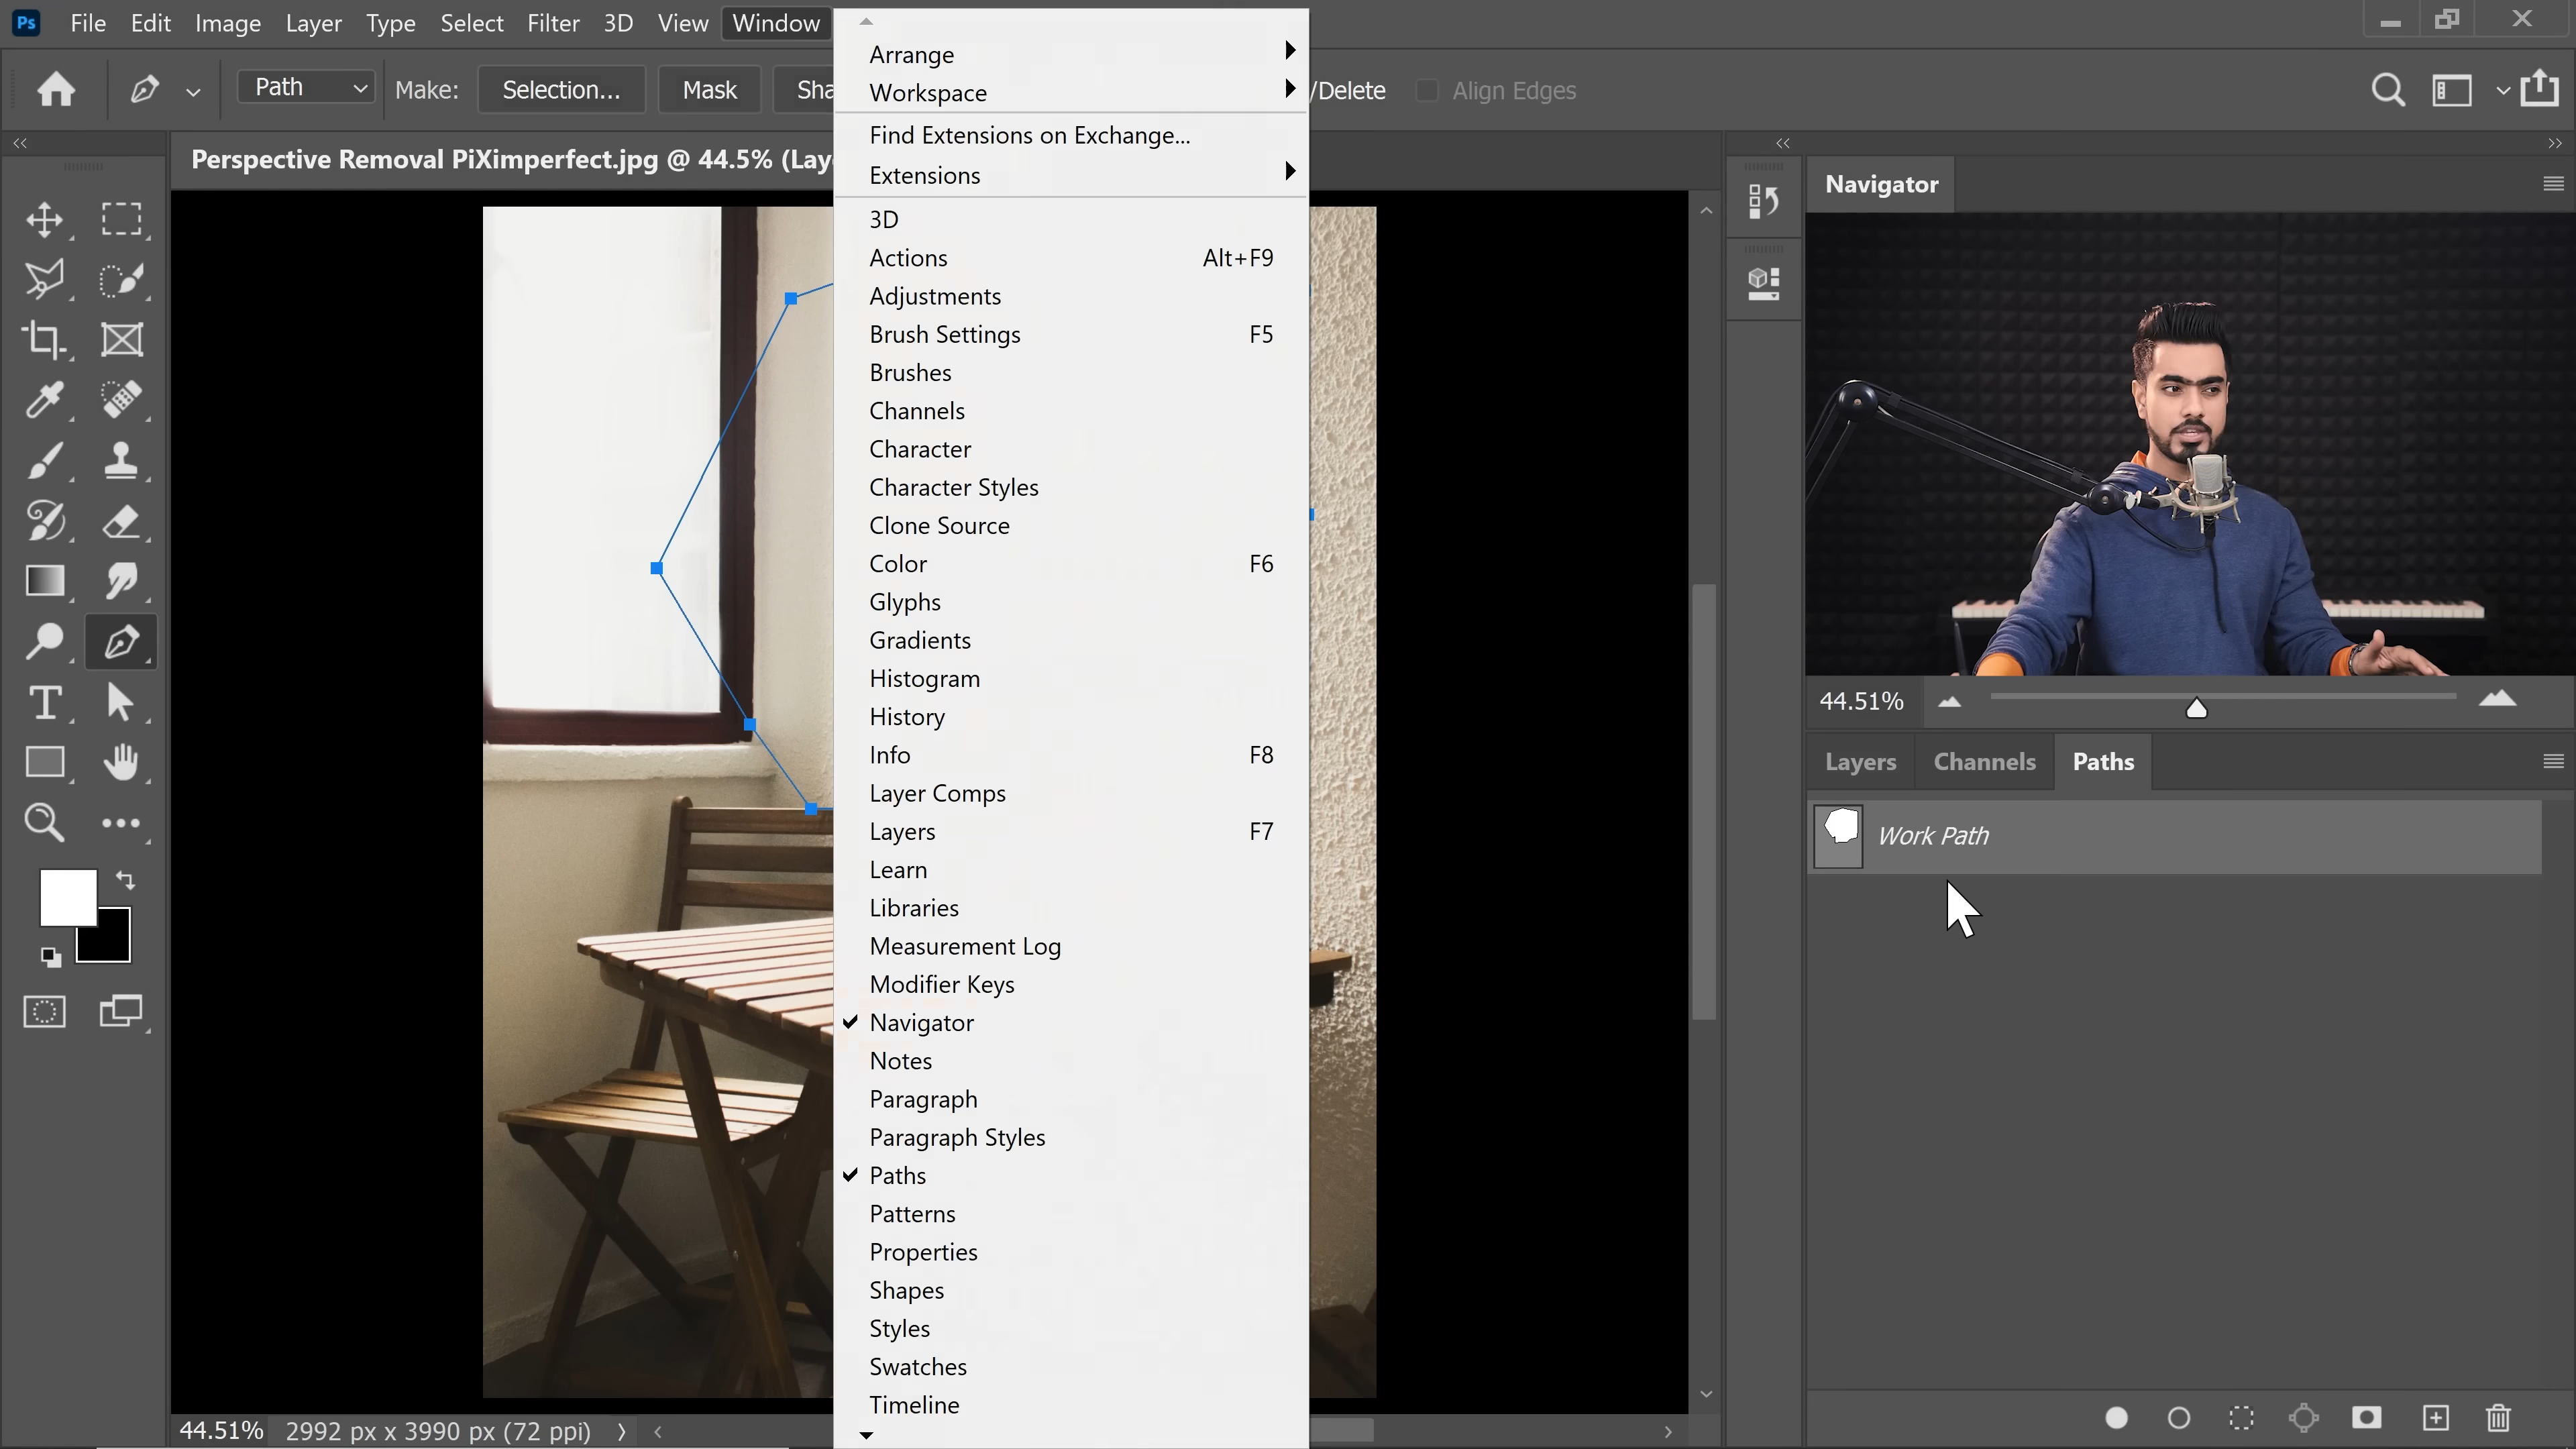 Ps File Edit Image Layer Type Select Filter 3D View Window
Path Make: Selection... Mask Sha /Delete Align Edges
Perspective Removal PiXimperfect.jpg @ 44.5% (Laye
Arrange
Workspace
Find Extensions on Exchange...
Extensions
3D
Actions Alt+F9
Adjustments
Brush Settings F5
Brushes
Channels
Character
Character Styles
Clone Source
Color F6
Glyphs
Gradients
Histogram
History
Info F8
Layer Comps
Layers F7
Learn
Libraries
Measurement Log
Modifier Keys
Navigator
Notes
Paragraph
Paragraph Styles
Paths
Patterns
Properties
Shapes
Styles
Swatches
Timeline
Navigator
44.51%
Layers Channels Paths
Work Path
44.51% 2992 px x 3990 px (72 ppi)